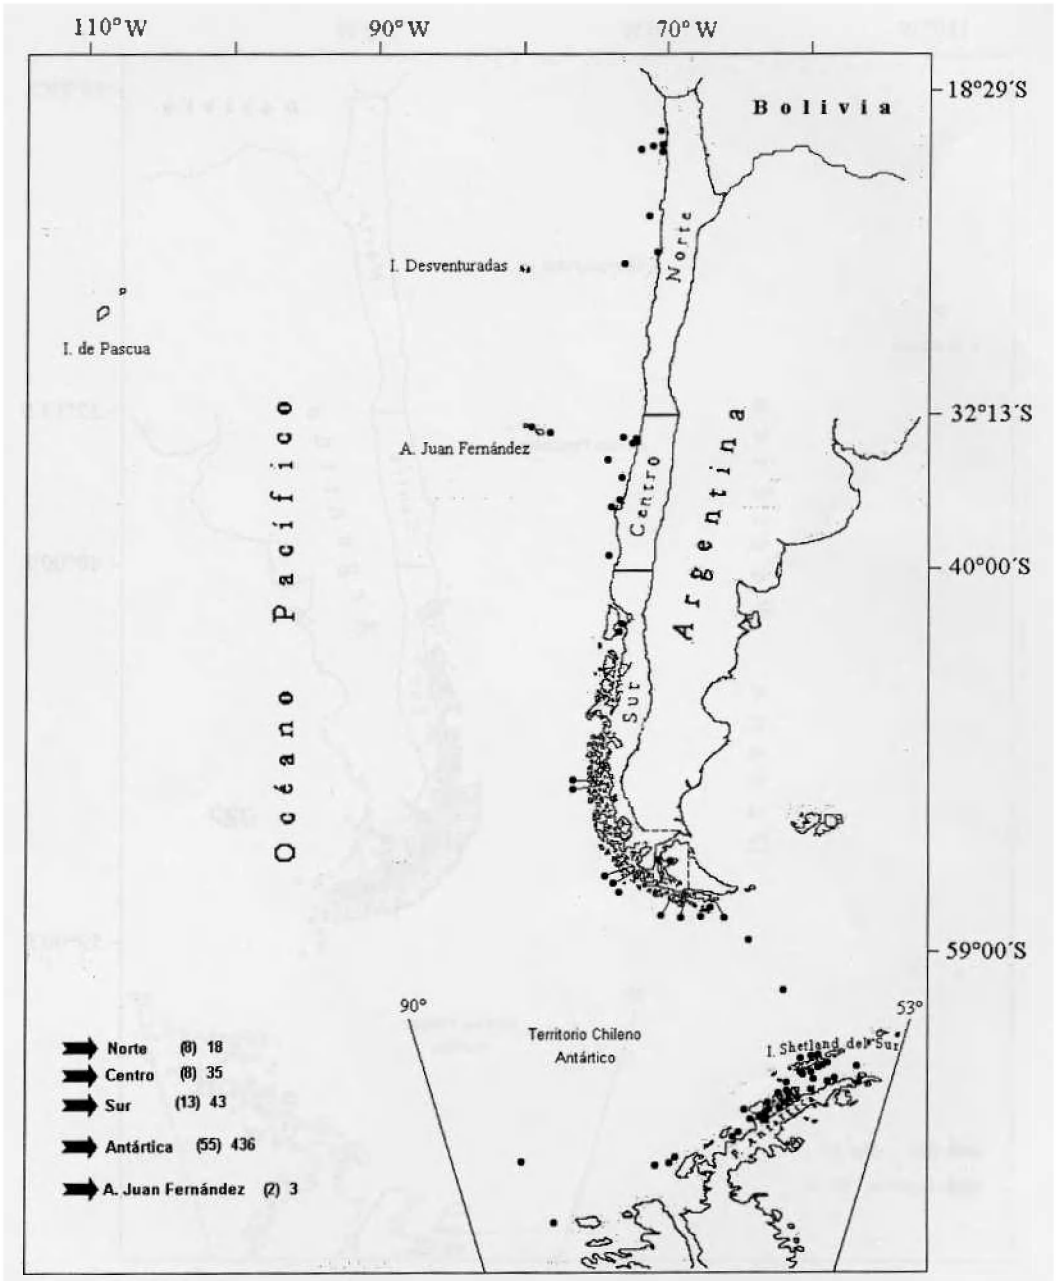 110°W 90°W 70°W
18°29´S
Bolivia
Norte
I. Desventuradas
I. de Pascua
32°13´S
A. Juan Fernández
Océano Pacífico
Centro
Argentina
40°00´S
Sur
59°00´S
90° 53°
Territorio Chileno
Antártico
I. Shetland del Sur
Norte (8) 18
Centro (8) 35
Sur (13) 43
Antártica (55) 436
A. Juan Fernández (2) 3